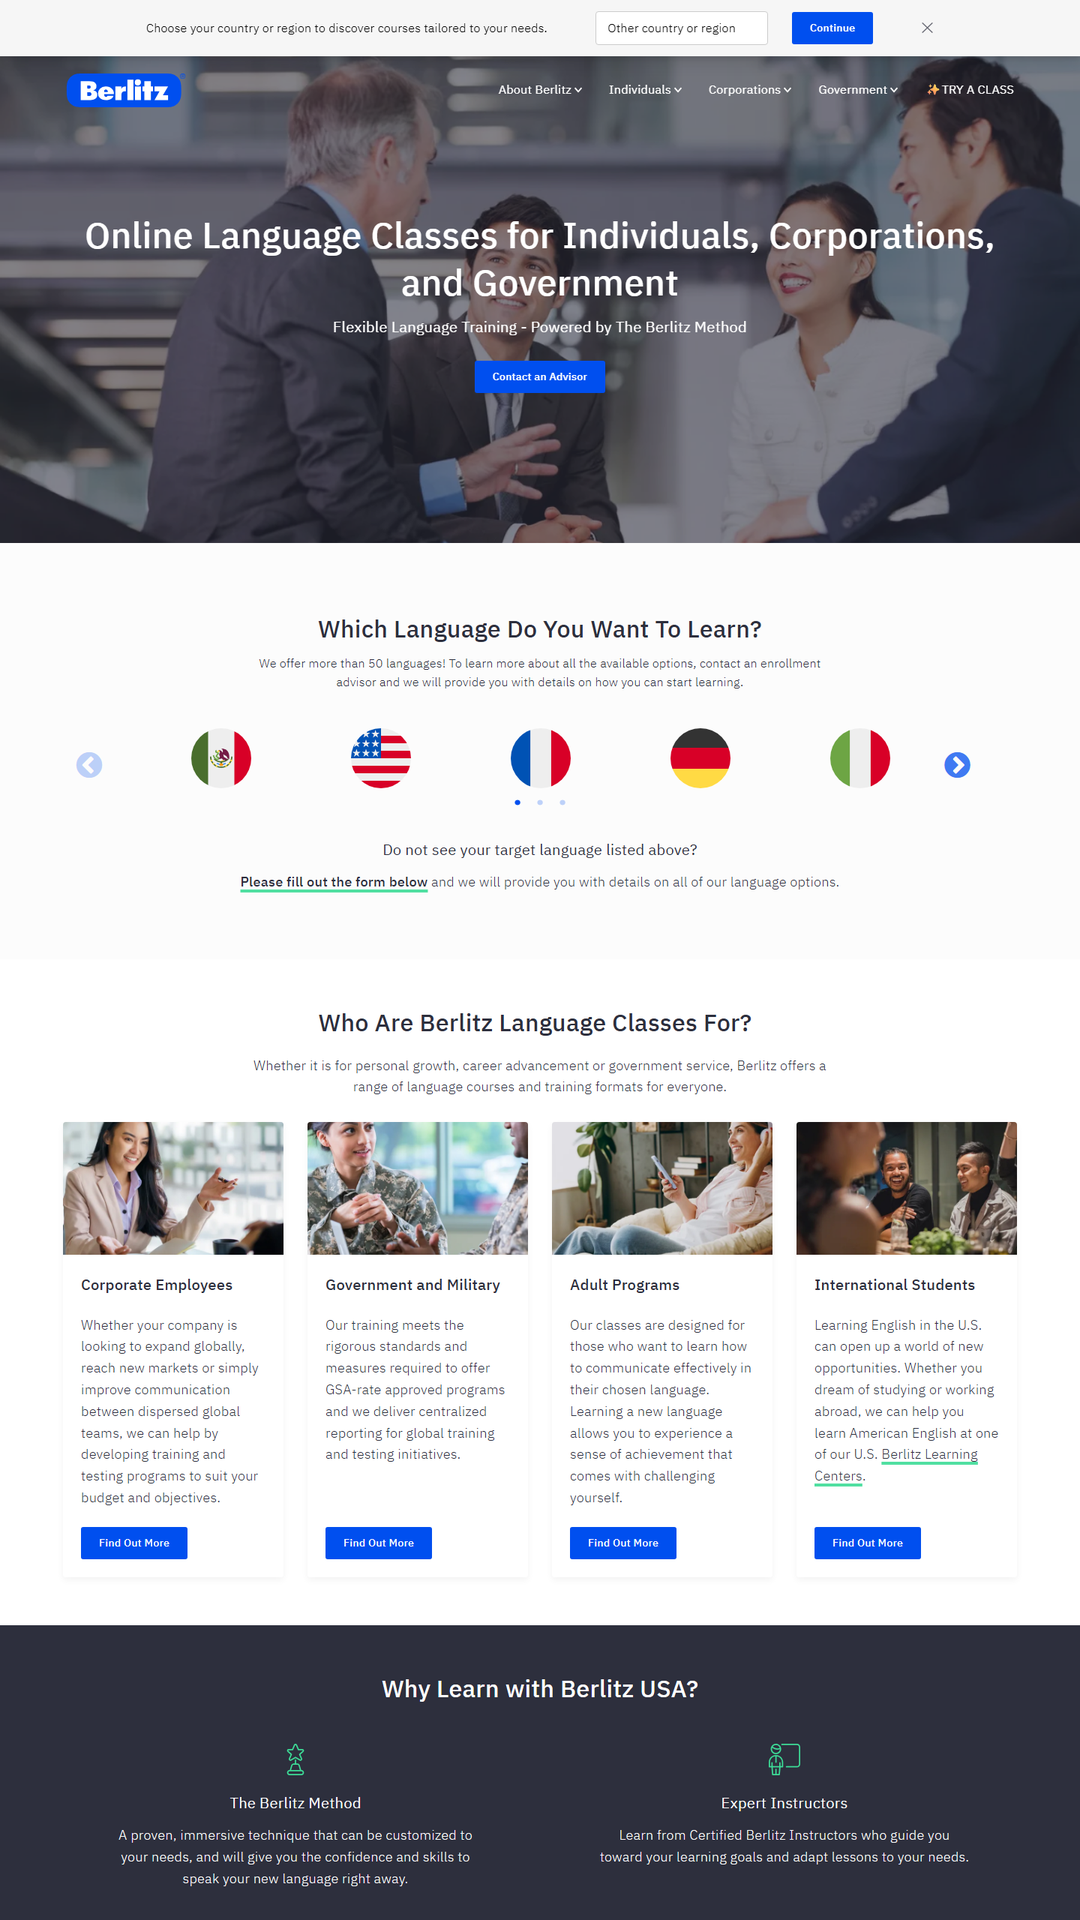 Choose your country or region to discover courses tailored to your needs.
Other country or region
Continue
Berlitz
About Berlitz
Individuals
Corporations
Government
✨TRY A CLASS
Online Language Classes for Individuals, Corporations,
and Government
Flexible Language Training - Powered by The Berlitz Method
Contact an Advisor
Which Language Do You Want To Learn?
We offer more than 50 languages! To learn more about all the available options, contact an enrollment
advisor and we will provide you with details on how you can start learning.
Do not see your target language listed above?
Please fill out the form below and we will provide you with details on all of our language options.
Who Are Berlitz Language Classes For?
Whether it is for personal growth, career advancement or government service, Berlitz offers a
range of language courses and training formats for everyone.
Corporate Employees
Whether your company is
looking to expand globally,
reach new markets or simply
improve communication
between dispersed global
teams, we can help by
developing training and
testing programs to suit your
budget and objectives.
Find Out More
Government and Military
Our training meets the
rigorous standards and
measures required to offer
GSA-rate approved programs
and we deliver centralized
reporting for global training
and testing initiatives.
Find Out More
Adult Programs
Our classes are designed for
those who want to learn how
to communicate effectively in
their chosen language.
Learning a new language
allows you to experience a
sense of achievement that
comes with challenging
yourself.
Find Out More
International Students
Learning English in the U.S.
can open up a world of new
opportunities. Whether you
dream of studying or working
abroad, we can help you
learn American English at one
of our U.S. Berlitz Learning
Centers.
Find Out More
Why Learn with Berlitz USA?
The Berlitz Method
A proven, immersive technique that can be customized to
your needs, and will give you the confidence and skills to
speak your new language right away.
Expert Instructors
Learn from Certified Berlitz Instructors who guide you
toward your learning goals and adapt lessons to your needs.